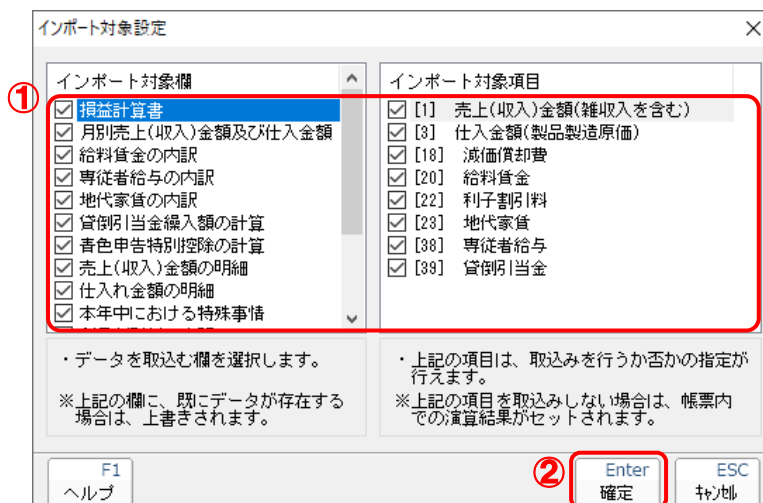 インポート対象設定
①
インポート対象欄
損益計算書
月別売上(収入)金額及び仕入金額
給料賃金の内訳
専従者給与の内訳
地代家賃の内訳
貸倒引当金繰入額の計算
青色申告特別控除の計算
売上(収入)金額の明細
仕入れ金額の明細
本年中における特殊事情
インポート対象項目
[1] 売上(収入)金額(雑収入を含む)
[3] 仕入金額(製品製造原価)
[18] 減価償却費
[20] 給料賃金
[22] 利子割引料
[23] 地代家賃
[38] 専従者給与
[39] 貸倒引当金
・データを取込む欄を選択します。
※上記の欄に、既にデータが存在する
場合は、上書きされます。
・上記の項目は、取込みを行うか否かの指定が
行えます。
※上記の項目を取込みしない場合は、帳票内
での演算結果がセットされます。
F1
ヘルプ
②
Enter
確定
ESC
キャンセル